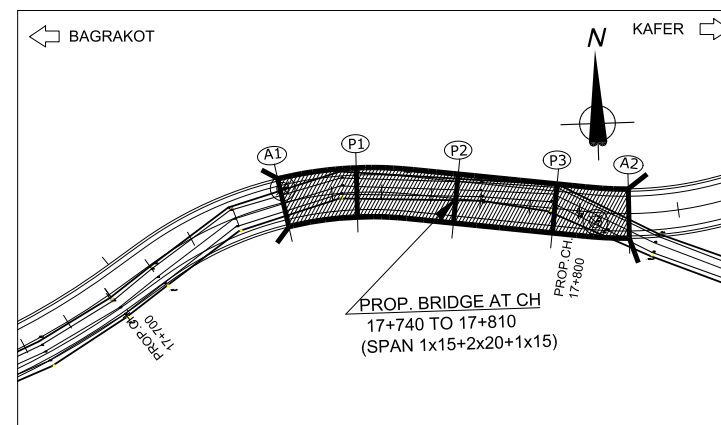 BAGRAKOT
KAFER
N
A1
P1
P2
P3
A2
PROP.CH.
17+800
PROP. BRIDGE AT CH
17+740 TO 17+810
(SPAN 1x15+2x20+1x15)
PROP.CH.
17+700